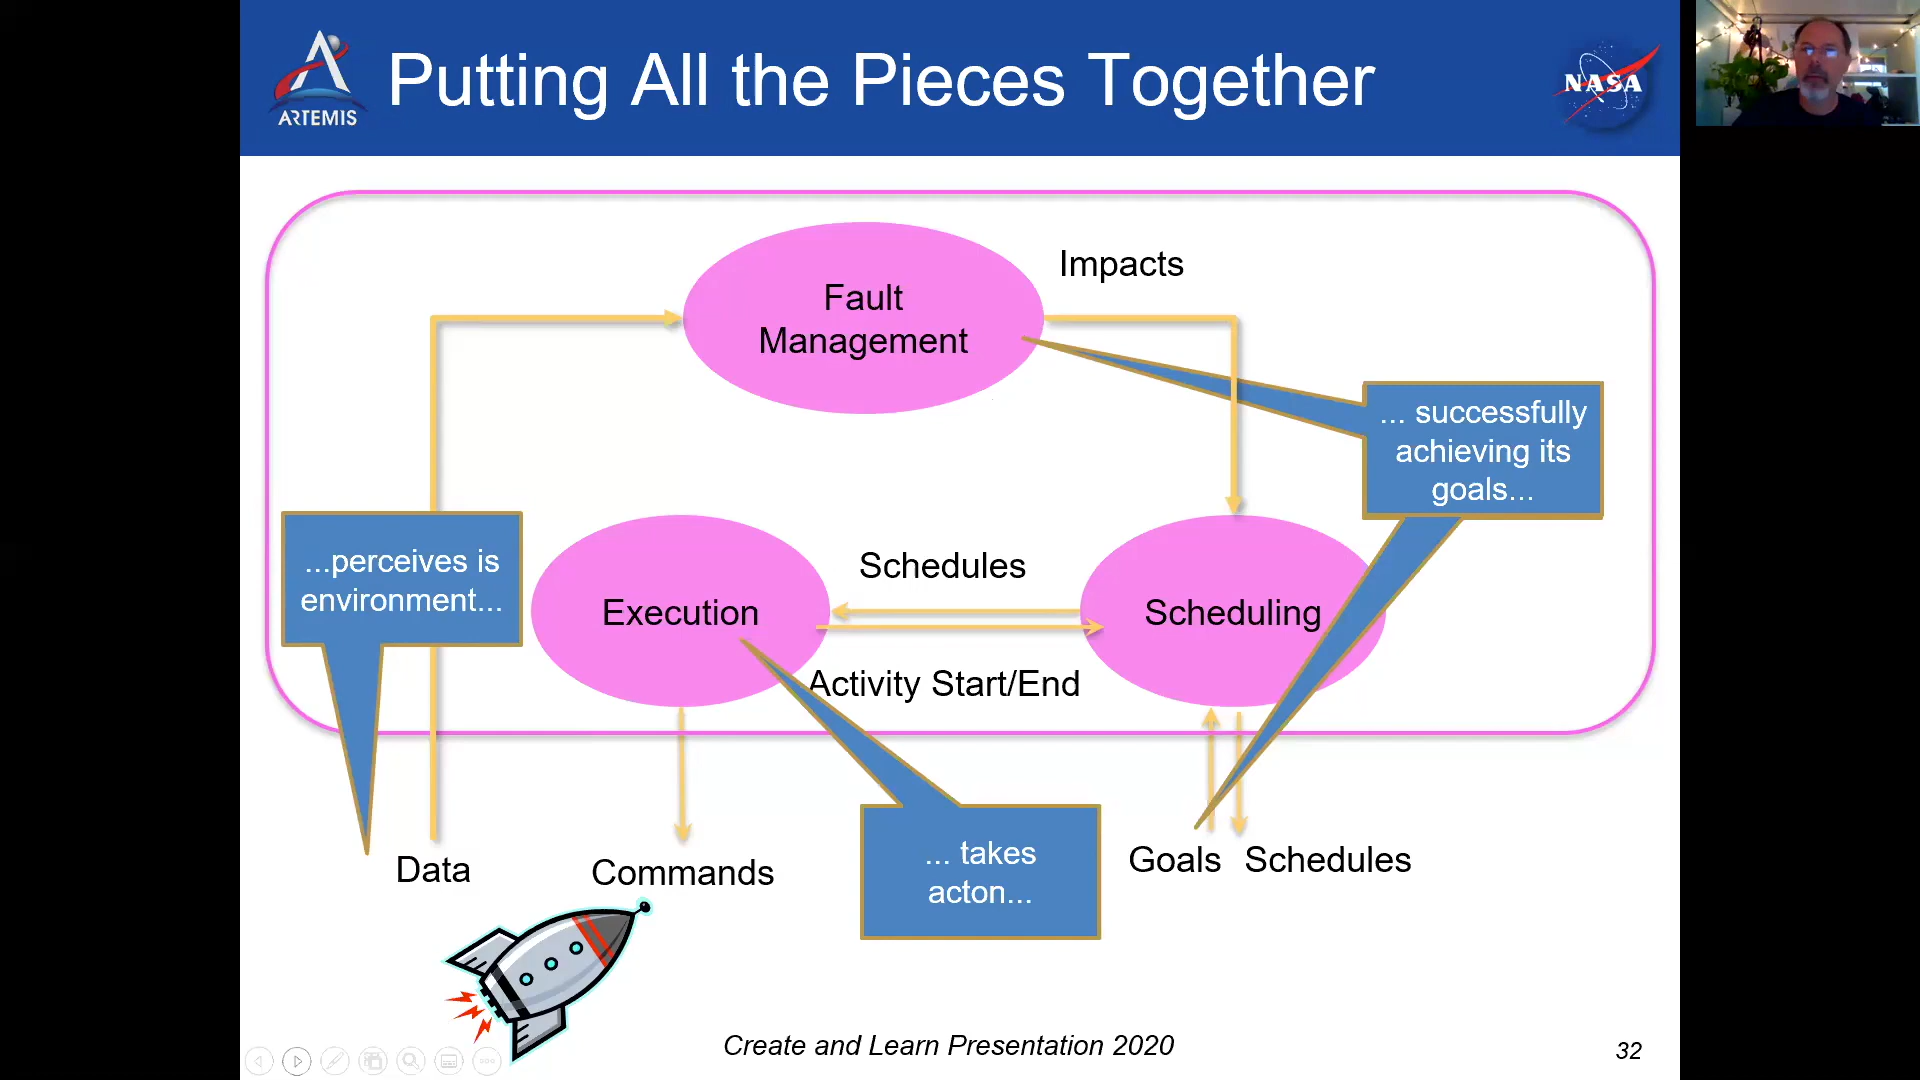 Putting All the Pieces Together
ARTEMIS
NASA
Impacts
Fault
Management
... successfully
achieving its
goals...
...perceives is
environment...
Schedules
Execution
Scheduling
Activity Start/End
... takes
acton...
Data
Commands
Goals
Schedules
Create and Learn Presentation 2020
32